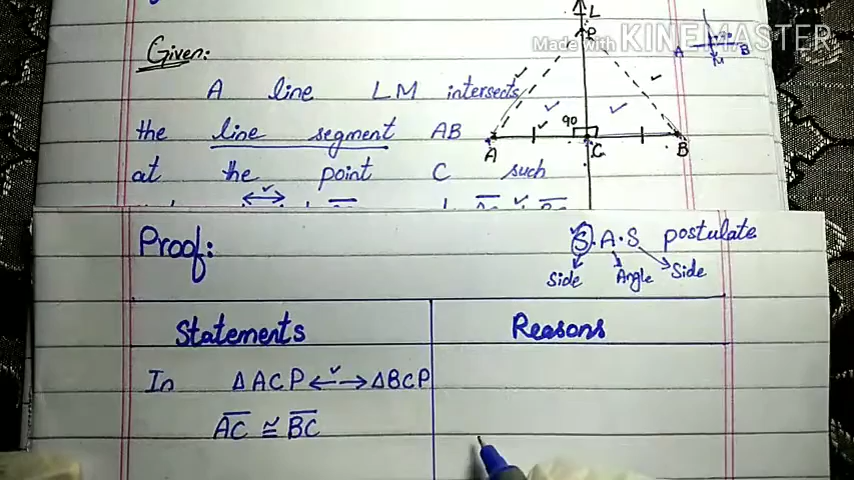 L
P
Made with KINEMASTER
A B
M
Given:
A line LM intersects
the line segment AB
90
A C B
at the point C such
Proof:
S.A.S postulate
Side Angle Side
Statements Reasons
In ΔACP ↔ ΔBCP
AC ≅ BC